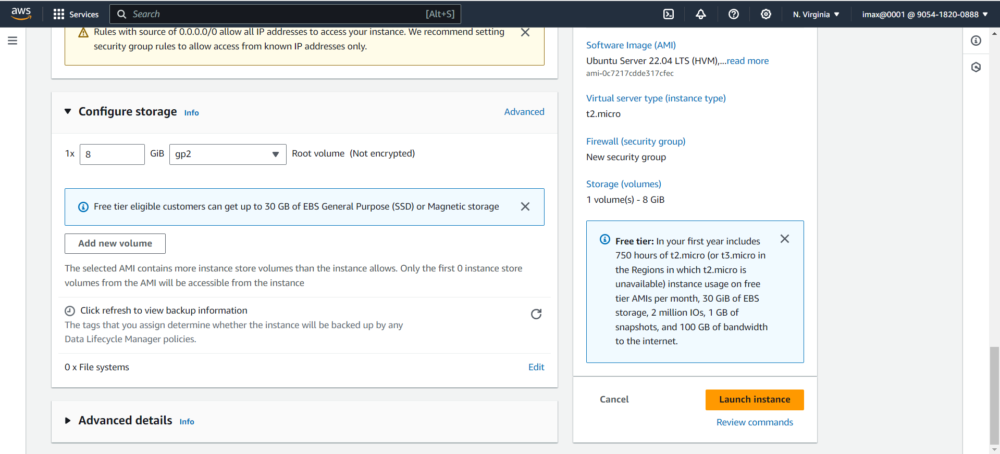 aws
Services
Search
[Alt+S]
N. Virginia
imax@0001 @ 9054-1820-0888
Rules with source of 0.0.0.0/0 allow all IP addresses to access your instance. We recommend setting
security group rules to allow access from known IP addresses only.
Configure storage Info
Advanced
1x 8 GiB gp2 Root volume (Not encrypted)
Free tier eligible customers can get up to 30 GB of EBS General Purpose (SSD) or Magnetic storage
Add new volume
The selected AMI contains more instance store volumes than the instance allows. Only the first 0 instance store
volumes from the AMI will be accessible from the instance
Click refresh to view backup information
The tags that you assign determine whether the instance will be backed up by any
Data Lifecycle Manager policies.
0 x File systems
Edit
Advanced details Info
Software Image (AMI)
Ubuntu Server 22.04 LTS (HVM),...read more
ami-0c7217cdde317cfec
Virtual server type (instance type)
t2.micro
Firewall (security group)
New security group
Storage (volumes)
1 volume(s) - 8 GiB
Free tier: In your first year includes
750 hours of t2.micro (or t3.micro in
the Regions in which t2.micro is
unavailable) instance usage on free
tier AMIs per month, 30 GiB of EBS
storage, 2 million IOs, 1 GB of
snapshots, and 100 GB of bandwidth
to the internet.
Cancel
Launch instance
Review commands